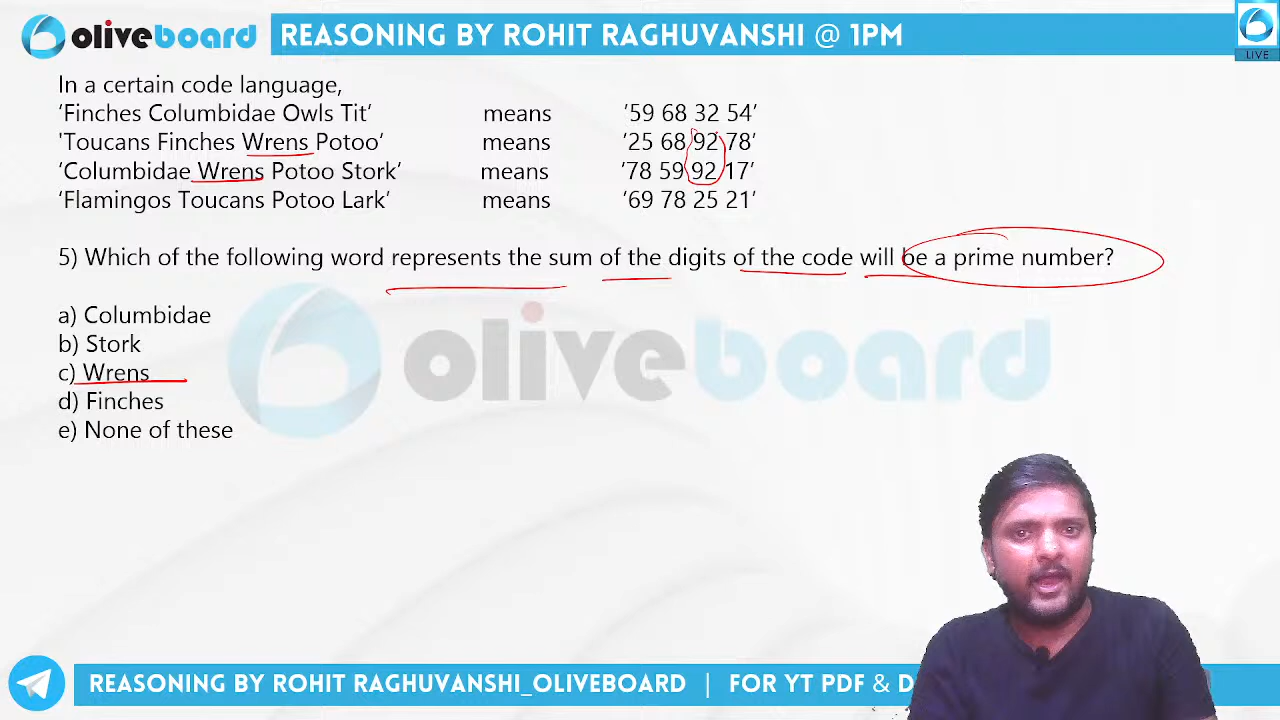 oliveboard
REASONING BY ROHIT RAGHUVANSHI @ 1PM
LIVE
In a certain code language,
‘Finches Columbidae Owls Tit’ means ’59 68 32 54’
'Toucans Finches Wrens Potoo’ means ’25 68 92 78’
‘Columbidae Wrens Potoo Stork’ means ’78 59 92 17’
‘Flamingos Toucans Potoo Lark’ means ’69 78 25 21’
5) Which of the following word represents the sum of the digits of the code will be a prime number?
a) Columbidae
b) Stork
c) Wrens
d) Finches
e) None of these
oliveboard
REASONING BY ROHIT RAGHUVANSHI_OLIVEBOARD | FOR YT PDF & D